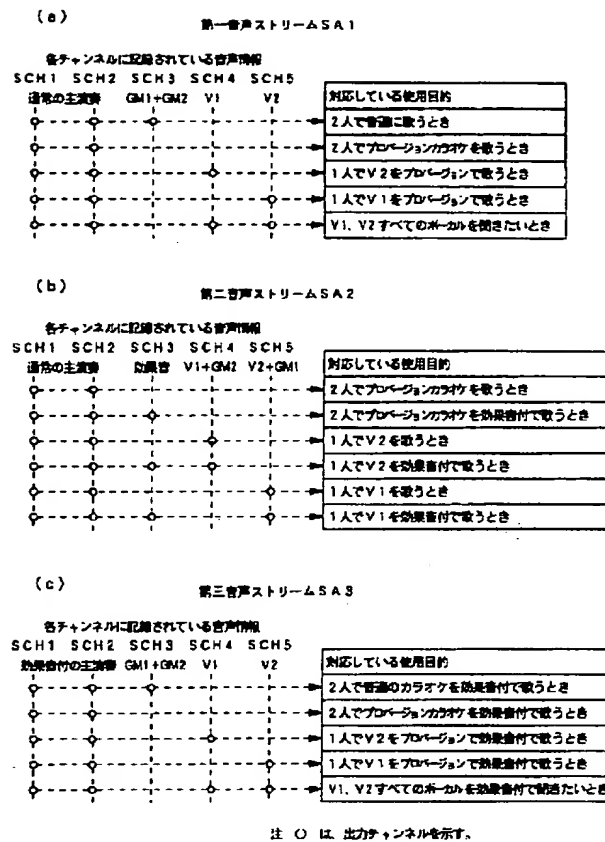 (a)
第一音声ストリームSA1
各チャンネルに記録されている音声情報
SCH1 SCH2 SCH3 SCH4 SCH5
通常の主演奏 GM1+GM2 V1 V2
対応している使用目的
2人で普通に歌うとき
2人でプロバージョンカラオケを歌うとき
1人でV2をプロバージョンで歌うとき
1人でV1をプロバージョンで歌うとき
V1、V2すべてのボーカルを聞きたいとき
(b)
第二音声ストリームSA2
各チャンネルに記録されている音声情報
SCH1 SCH2 SCH3 SCH4 SCH5
通常の主演奏 効果音 V1+GM2 V2+GM1
対応している使用目的
2人でプロバージョンカラオケを歌うとき
2人でプロバージョンカラオケを効果音付で歌うとき
1人でV2を歌うとき
1人でV2を効果音付で歌うとき
1人でV1を歌うとき
1人でV1を効果音付で歌うとき
(c)
第三音声ストリームSA3
各チャンネルに記録されている音声情報
SCH1 SCH2 SCH3 SCH4 SCH5
効果音付の主演奏 GM1+GM2 V1 V2
対応している使用目的
2人で普通のカラオケを効果音付で歌うとき
2人でプロバージョンカラオケを効果音付で歌うとき
1人でV2をプロバージョンで効果音付で歌うとき
1人でV1をプロバージョンで効果音付で歌うとき
V1、V2すべてのボーカルを効果音付で聞きたいとき
注 ○ は、出力チャンネルを示す。